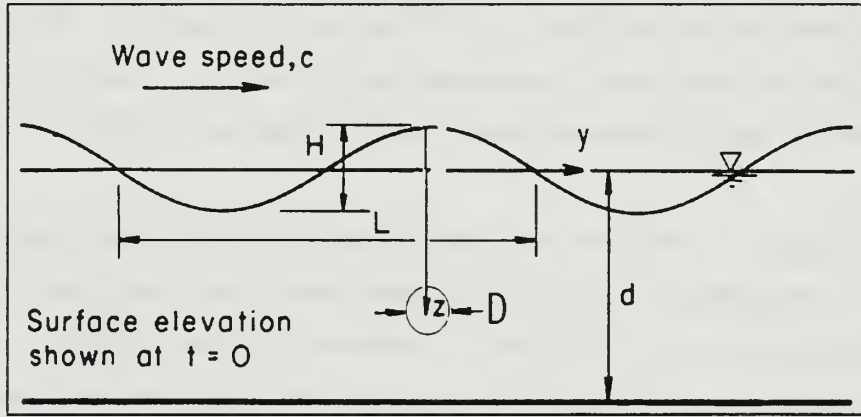 Wave speed, c
H
y
L
d
z
D
Surface elevation
shown at t = 0